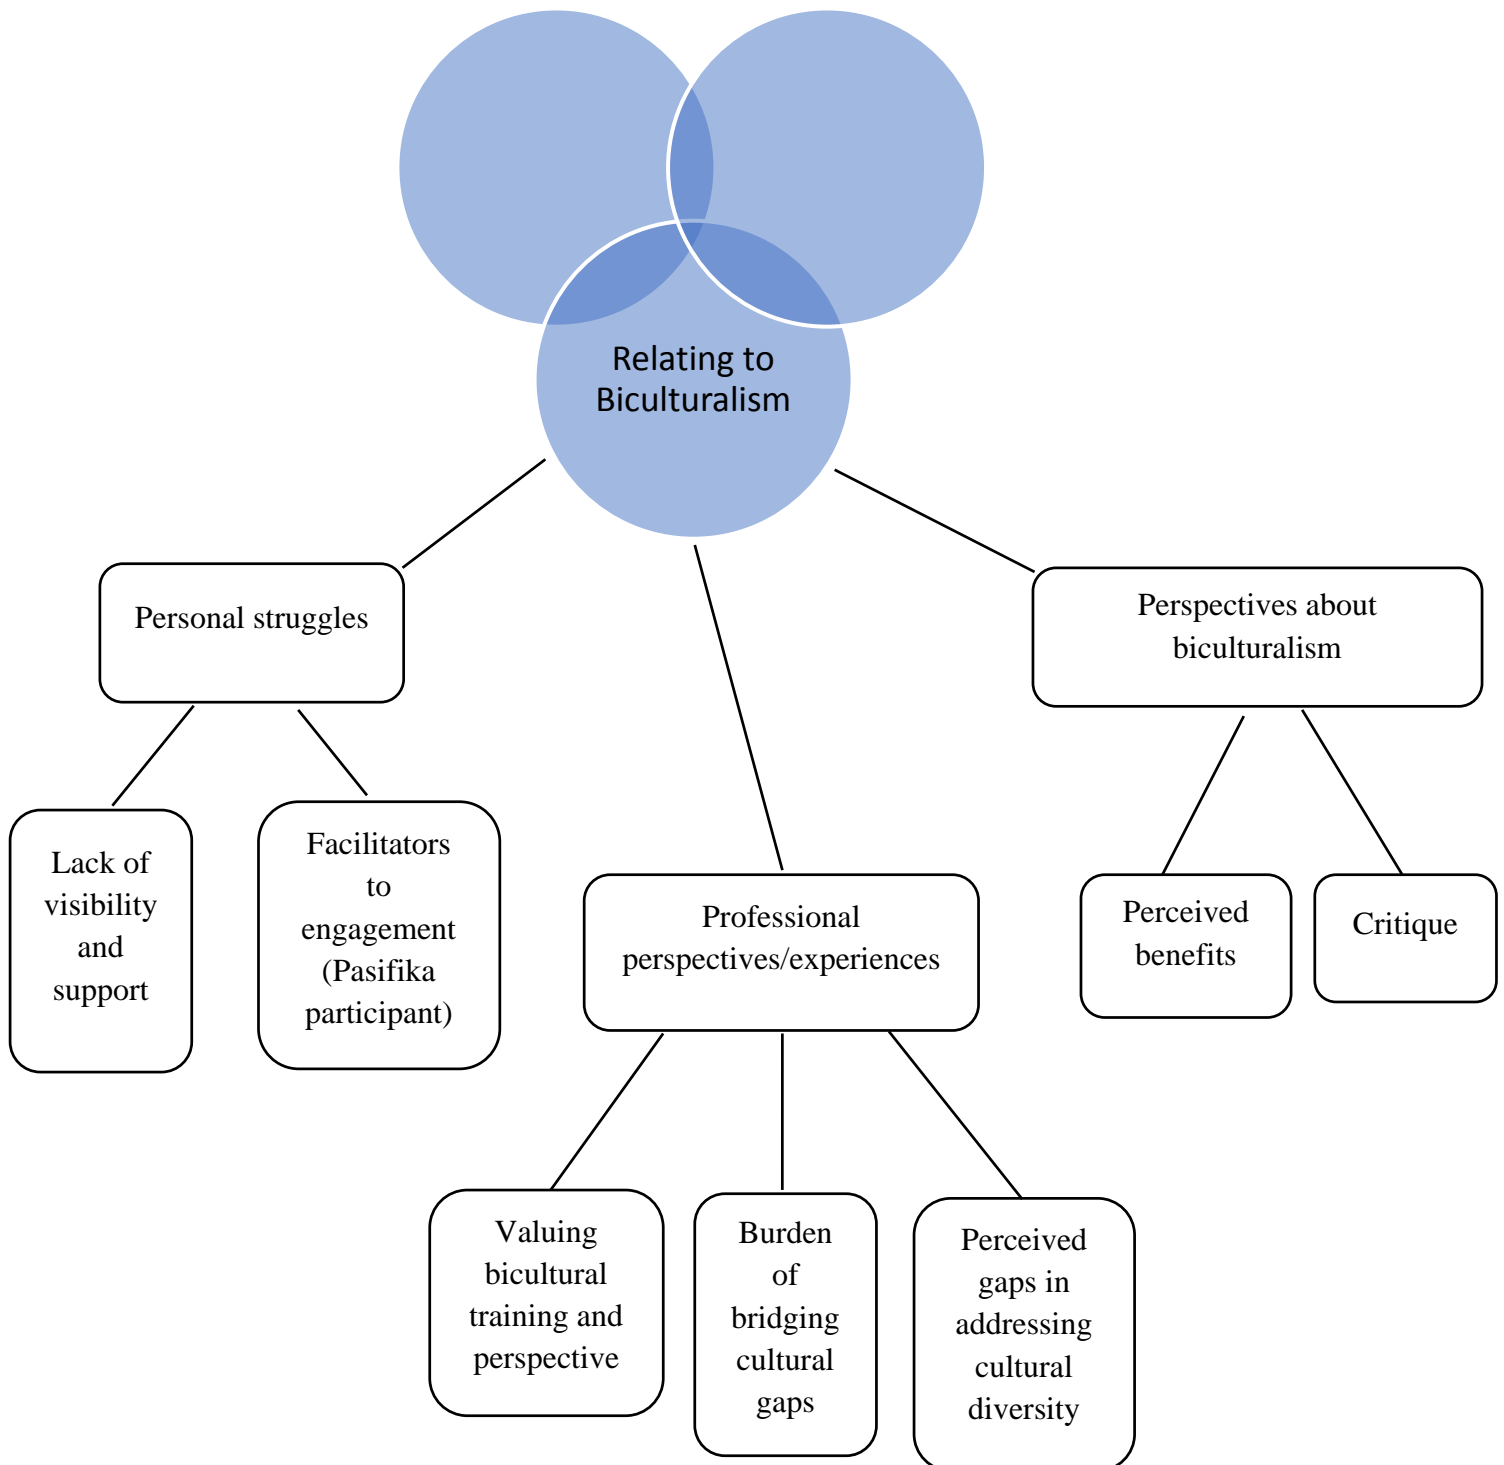 Relating to
Biculturalism
Personal struggles
Perspectives about
biculturalism
Lack of
visibility
and
support
Facilitators
to
engagement
(Pasifika
participant)
Professional
perspectives/experiences
Perceived
benefits
Critique
Valuing
bicultural
training and
perspective
Burden
of
bridging
cultural
gaps
Perceived
gaps in
addressing
cultural
diversity